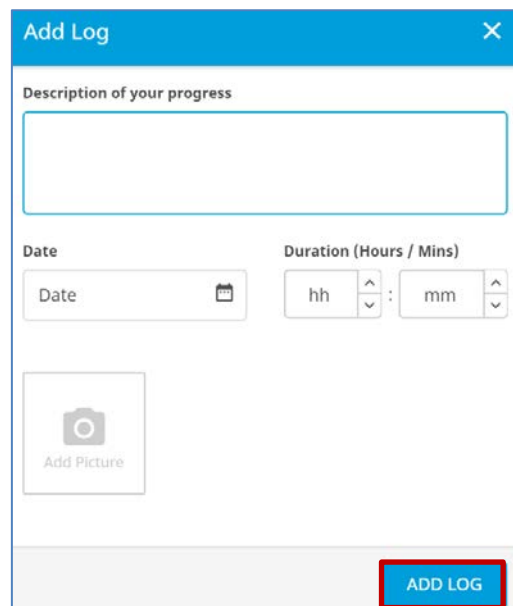 Add Log
Description of your progress
Date
Duration (Hours / Mins)
Date
hh : mm
Add Picture
ADD LOG